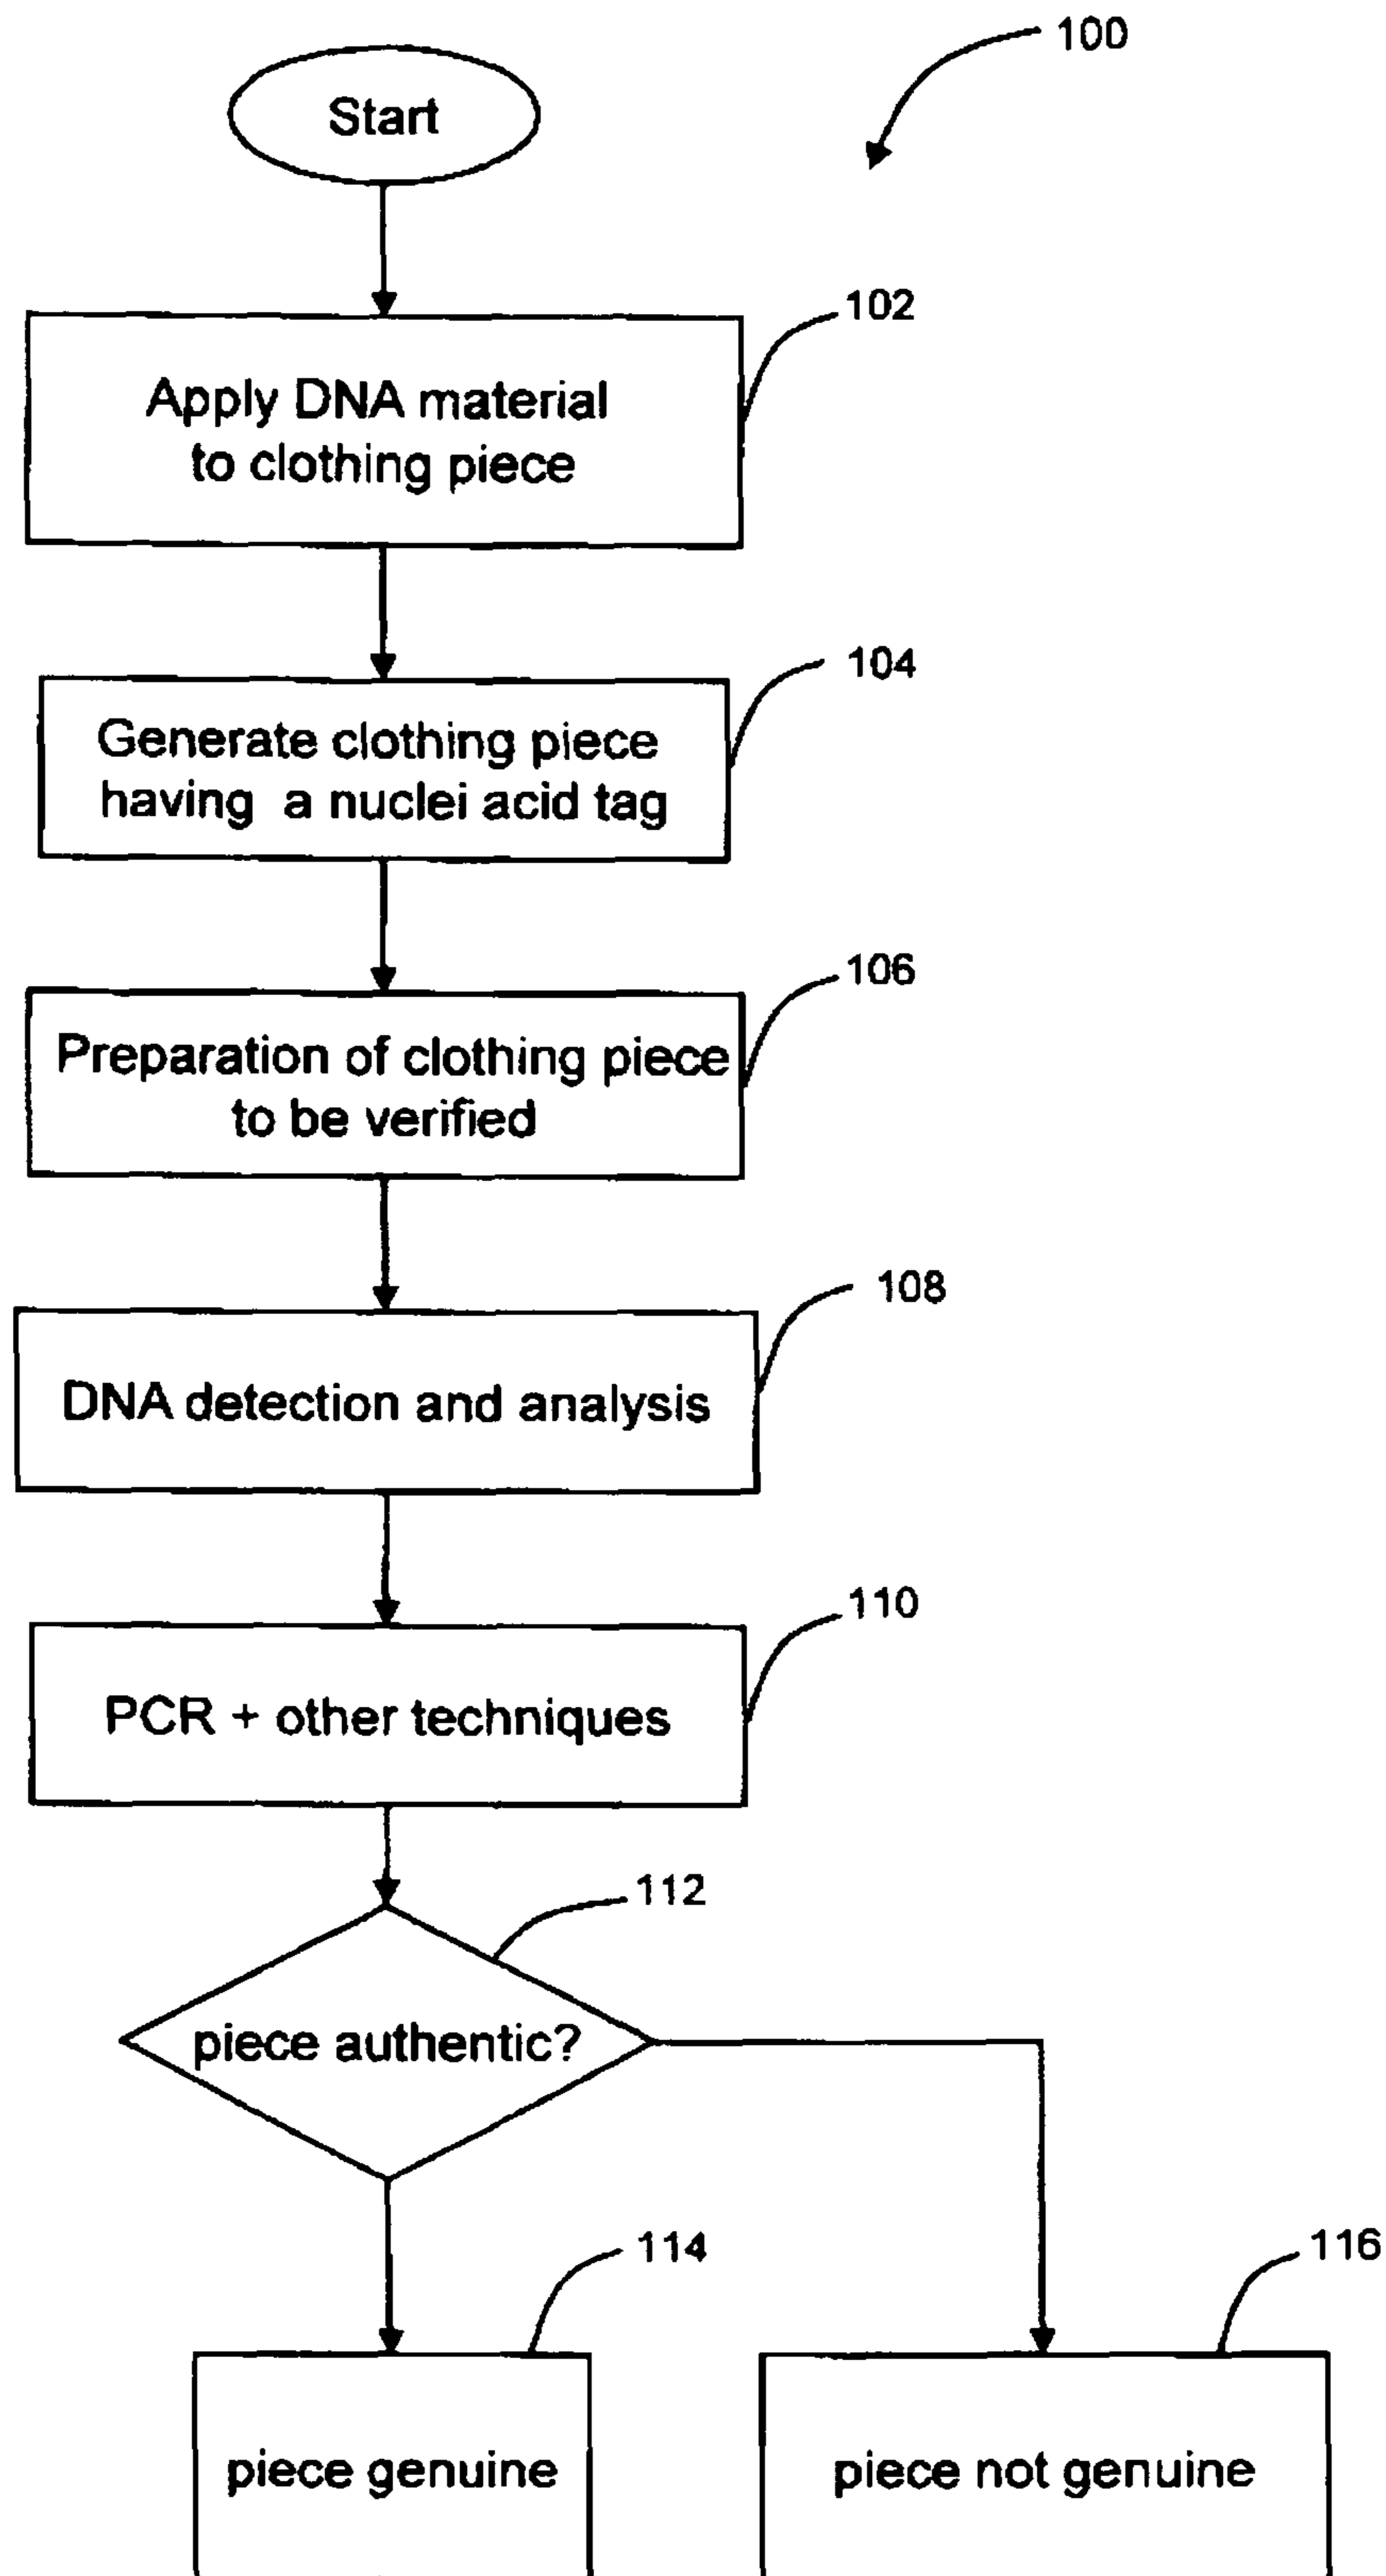 100
Start
102
Apply DNA material
to clothing piece
104
Generate clothing piece
having a nuclei acid tag
106
Preparation of clothing piece
to be verified
108
DNA detection and analysis
110
PCR + other techniques
112
piece authentic?
114
116
piece genuine
piece not genuine